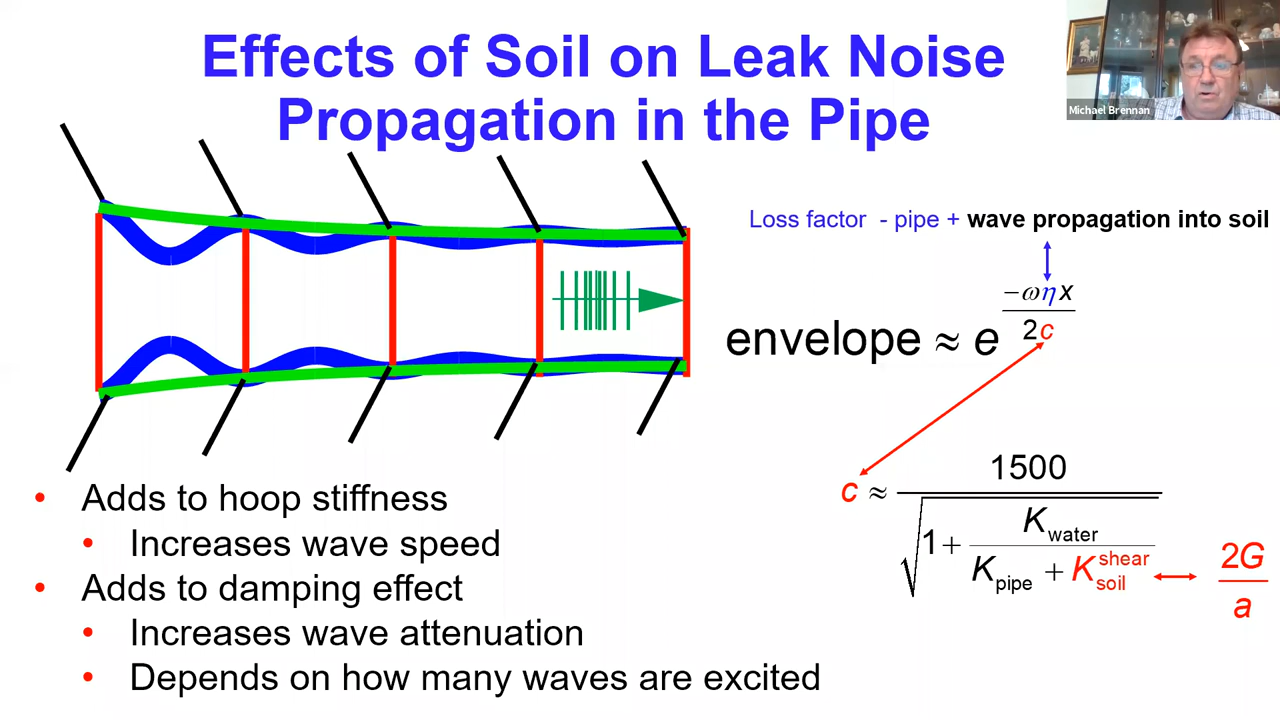 Effects of Soil on Leak Noise
Propagation in the Pipe
Michael Brennan
Loss factor - pipe + wave propagation into soil
envelope ≈ e^(−ωηx / 2c)
c ≈ 1500 / √(1 + K_water / (K_pipe + K_soil^shear))
2G / a
• Adds to hoop stiffness
• Increases wave speed
• Adds to damping effect
• Increases wave attenuation
• Depends on how many waves are excited